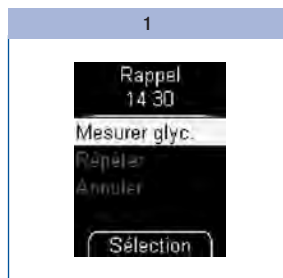 1
Rappel
14:30
Mesurer glyc.
Répéter
Annuler
Sélection